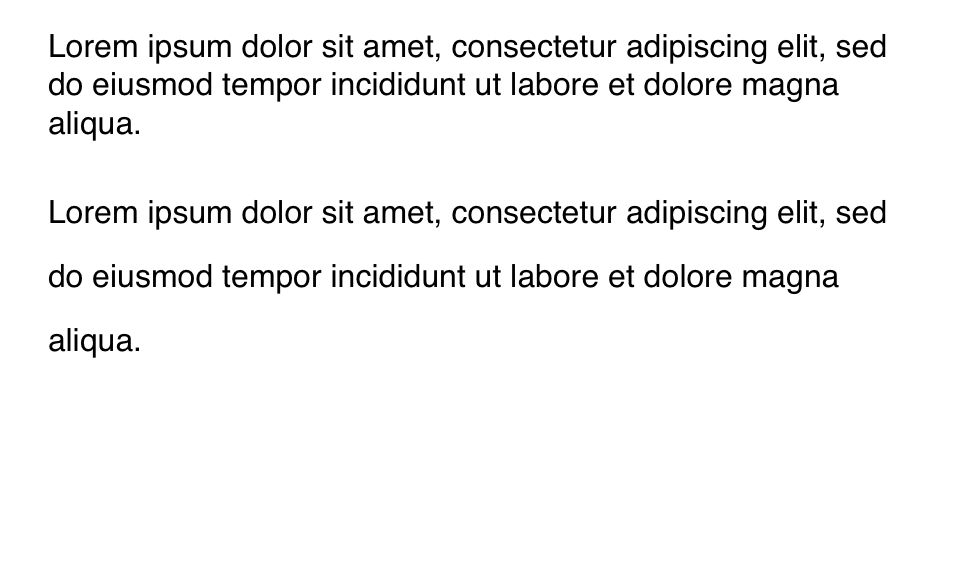 Lorem ipsum dolor sit amet, consectetur adipiscing elit, sed
do eiusmod tempor incididunt ut labore et dolore magna
aliqua.
Lorem ipsum dolor sit amet, consectetur adipiscing elit, sed
do eiusmod tempor incididunt ut labore et dolore magna
aliqua.